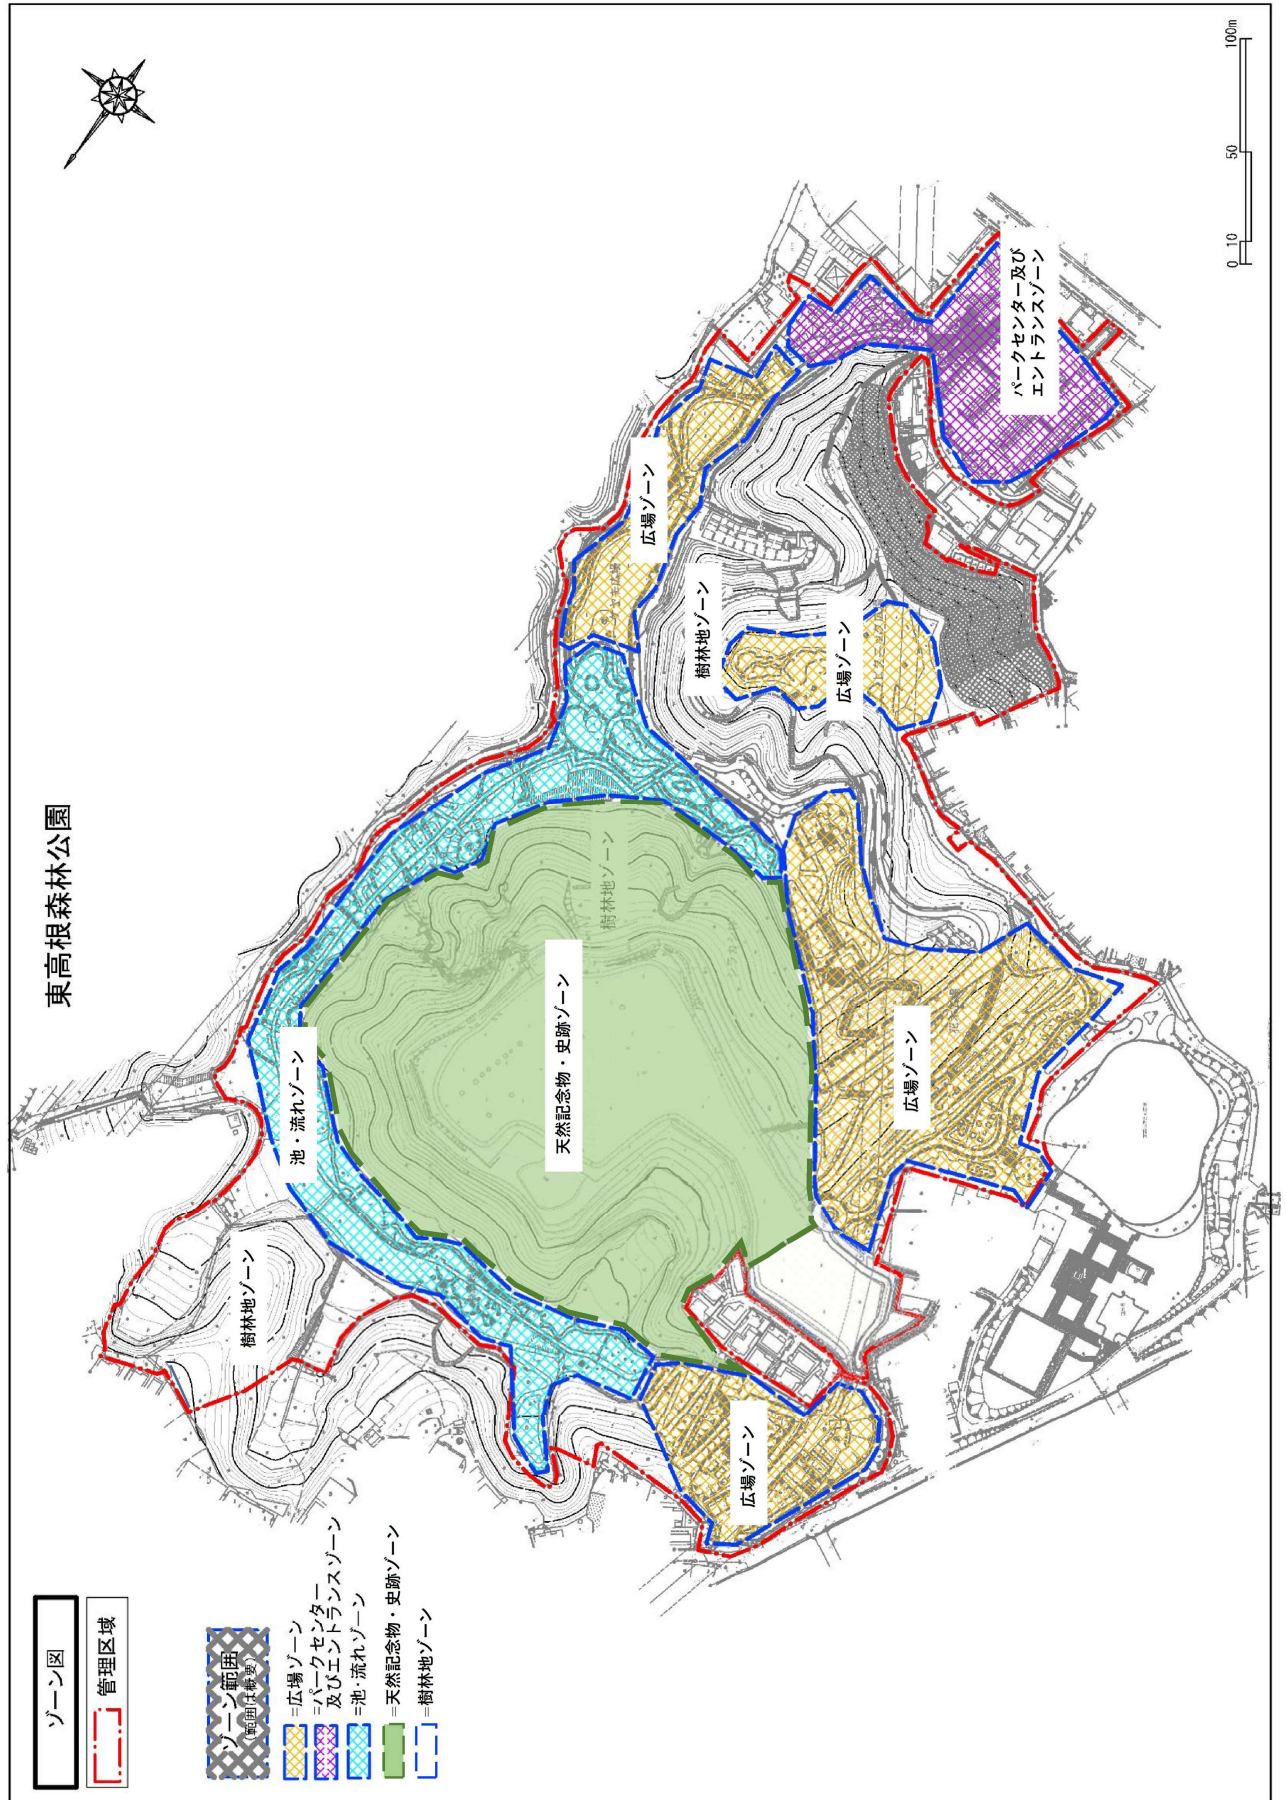 東高根森林公園
ゾーン図
管理区域
ゾーン範囲
(範囲は概要)
=広場ゾーン
=パークセンター
及びエントランスゾーン
=池・流れゾーン
=天然記念物・史跡ゾーン
=樹林地ゾーン
樹林地ゾーン
池・流れゾーン
天然記念物・史跡ゾーン
樹林地ゾーン
広場ゾーン
広場ゾーン
広場ゾーン
樹林地ゾーン
広場ゾーン
パークセンター及び
エントランスゾーン
0 10 50 100m